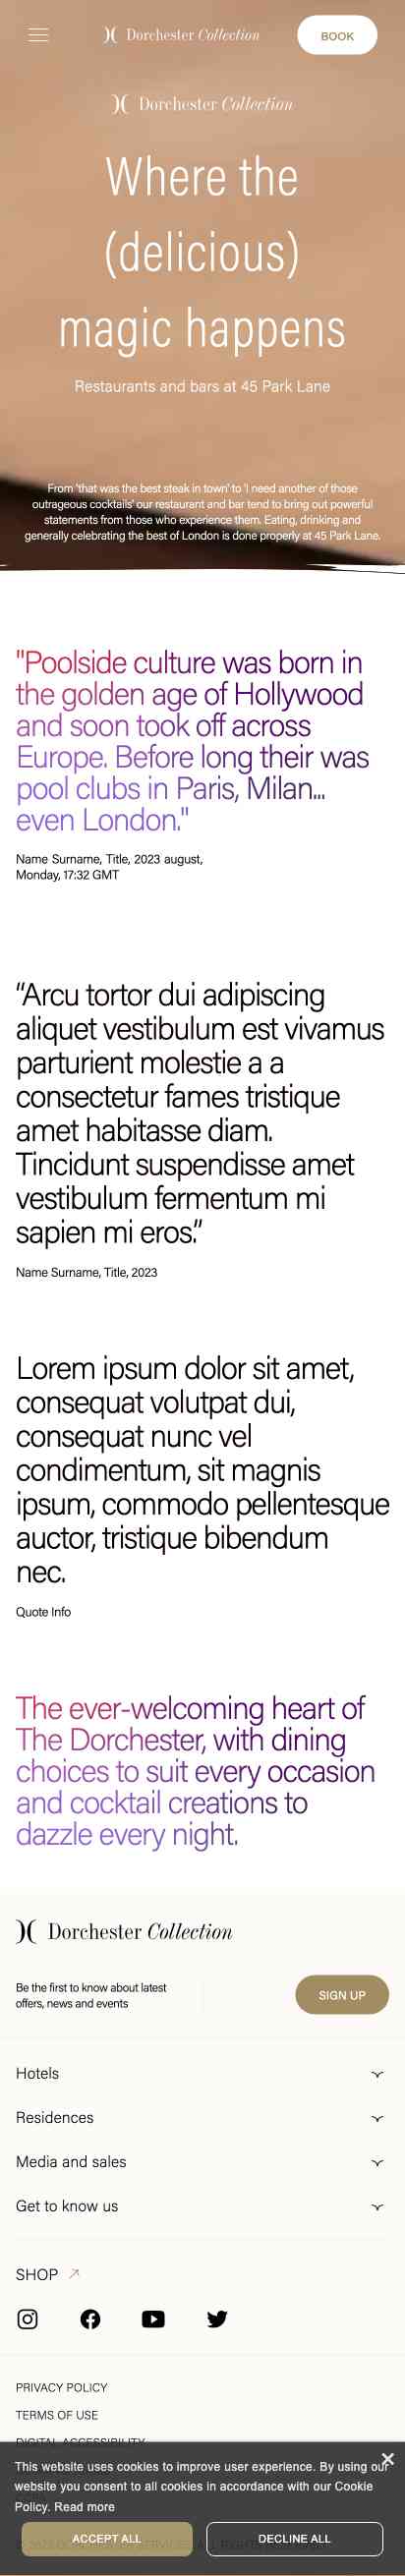 Dorchester Collection
BOOK
Dorchester Collection
Where the
(delicious)
magic happens
Restaurants and bars at 45 Park Lane
From 'that was the best steak in town' to 'I need another of those
outrageous cocktails' our restaurant and bar tend to bring out powerful
statements from those who experience them. Eating, drinking and
generally celebrating the best of London is done properly at 45 Park Lane.
"Poolside culture was born in
the golden age of Hollywood
and soon took off across
Europe. Before long their was
pool clubs in Paris, Milan...
even London."
Name Surname, Title, 2023 august,
Monday, 17:32 GMT
“Arcu tortor dui adipiscing
aliquet vestibulum est vivamus
parturient molestie a a
consectetur fames tristique
amet habitasse diam.
Tincidunt suspendisse amet
vestibulum fermentum mi
sapien mi eros.”
Name Surname, Title, 2023
Lorem ipsum dolor sit amet,
consequat volutpat dui,
consequat nunc vel
condimentum, sit magnis
ipsum, commodo pellentesque
auctor, tristique bibendum
nec.
Quote Info
The ever-welcoming heart of
The Dorchester, with dining
choices to suit every occasion
and cocktail creations to
dazzle every night.
Dorchester Collection
Be the first to know about latest
offers, news and events
SIGN UP
Hotels
Residences
Media and sales
Get to know us
SHOP
PRIVACY POLICY
TERMS OF USE
DIGITAL ACCESSIBILITY
This website uses cookies to improve user experience. By using our
website you consent to all cookies in accordance with our Cookie
Policy. Read more
ACCEPT ALL
DECLINE ALL